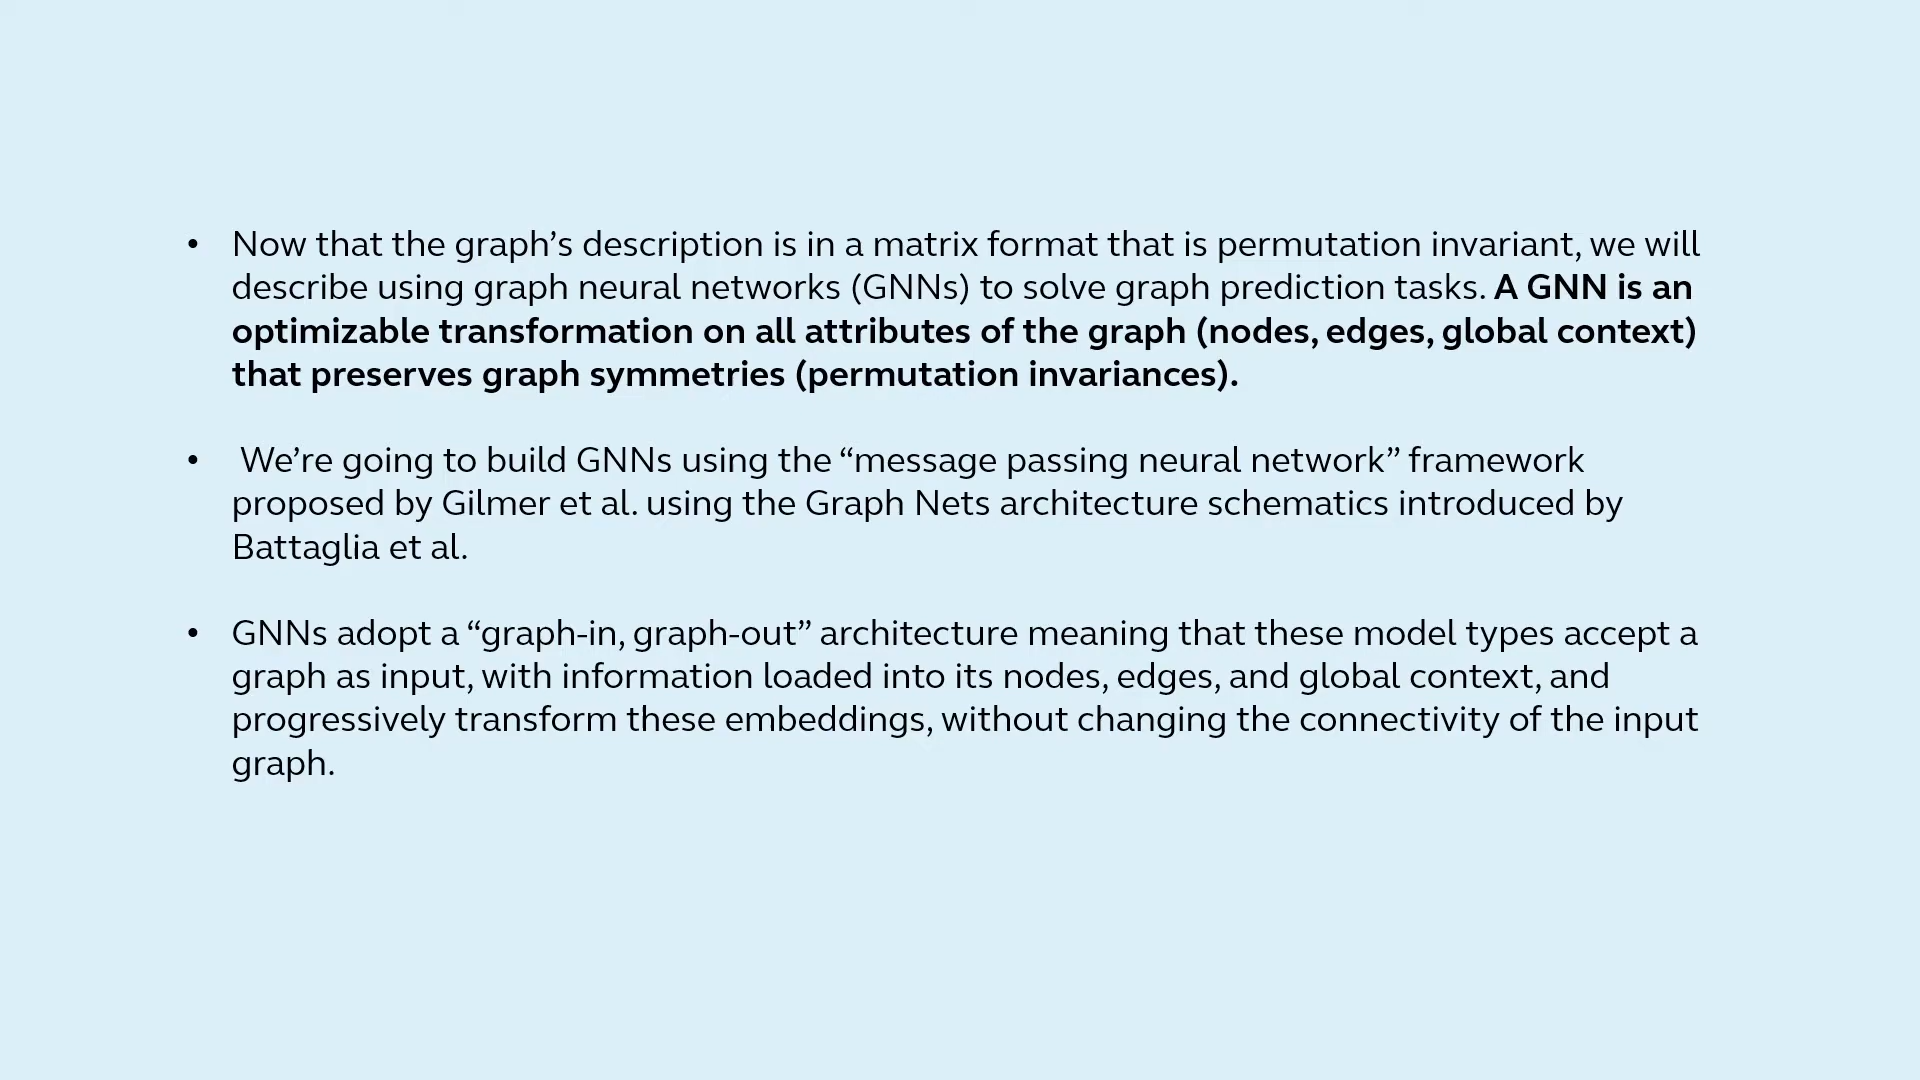 • Now that the graph’s description is in a matrix format that is permutation invariant, we will
describe using graph neural networks (GNNs) to solve graph prediction tasks. A GNN is an
optimizable transformation on all attributes of the graph (nodes, edges, global context)
that preserves graph symmetries (permutation invariances).
• We’re going to build GNNs using the “message passing neural network” framework
proposed by Gilmer et al. using the Graph Nets architecture schematics introduced by
Battaglia et al.
• GNNs adopt a “graph-in, graph-out” architecture meaning that these model types accept a
graph as input, with information loaded into its nodes, edges, and global context, and
progressively transform these embeddings, without changing the connectivity of the input
graph.